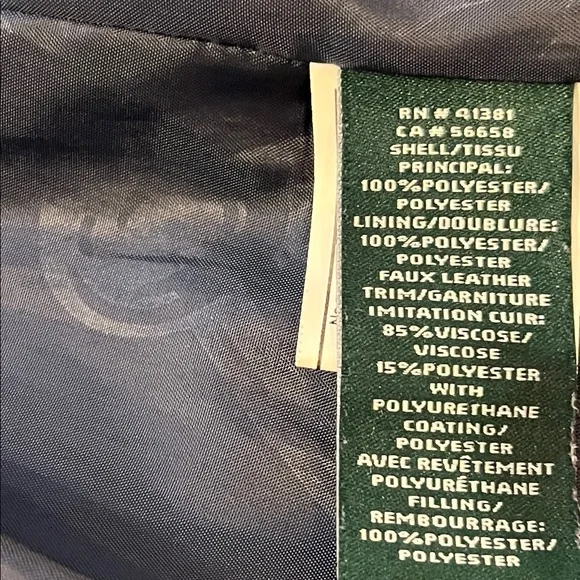 RN # 41381
CA # 56658
SHELL/TISSU
PRINCIPAL:
100%POLYESTER/
POLYESTER
LINING/DOUBLURE:
100%POLYESTER/
POLYESTER
FAUX LEATHER
TRIM/GARNITURE
IMITATION CUIR:
85%VISCOSE/
VISCOSE
15%POLYESTER
WITH
POLYURETHANE
COATING/
POLYESTER
AVEC REVÊTEMENT
POLYURÊTHANE
FILLING/
REMBOURRAGE:
100%POLYESTER/
POLYESTER